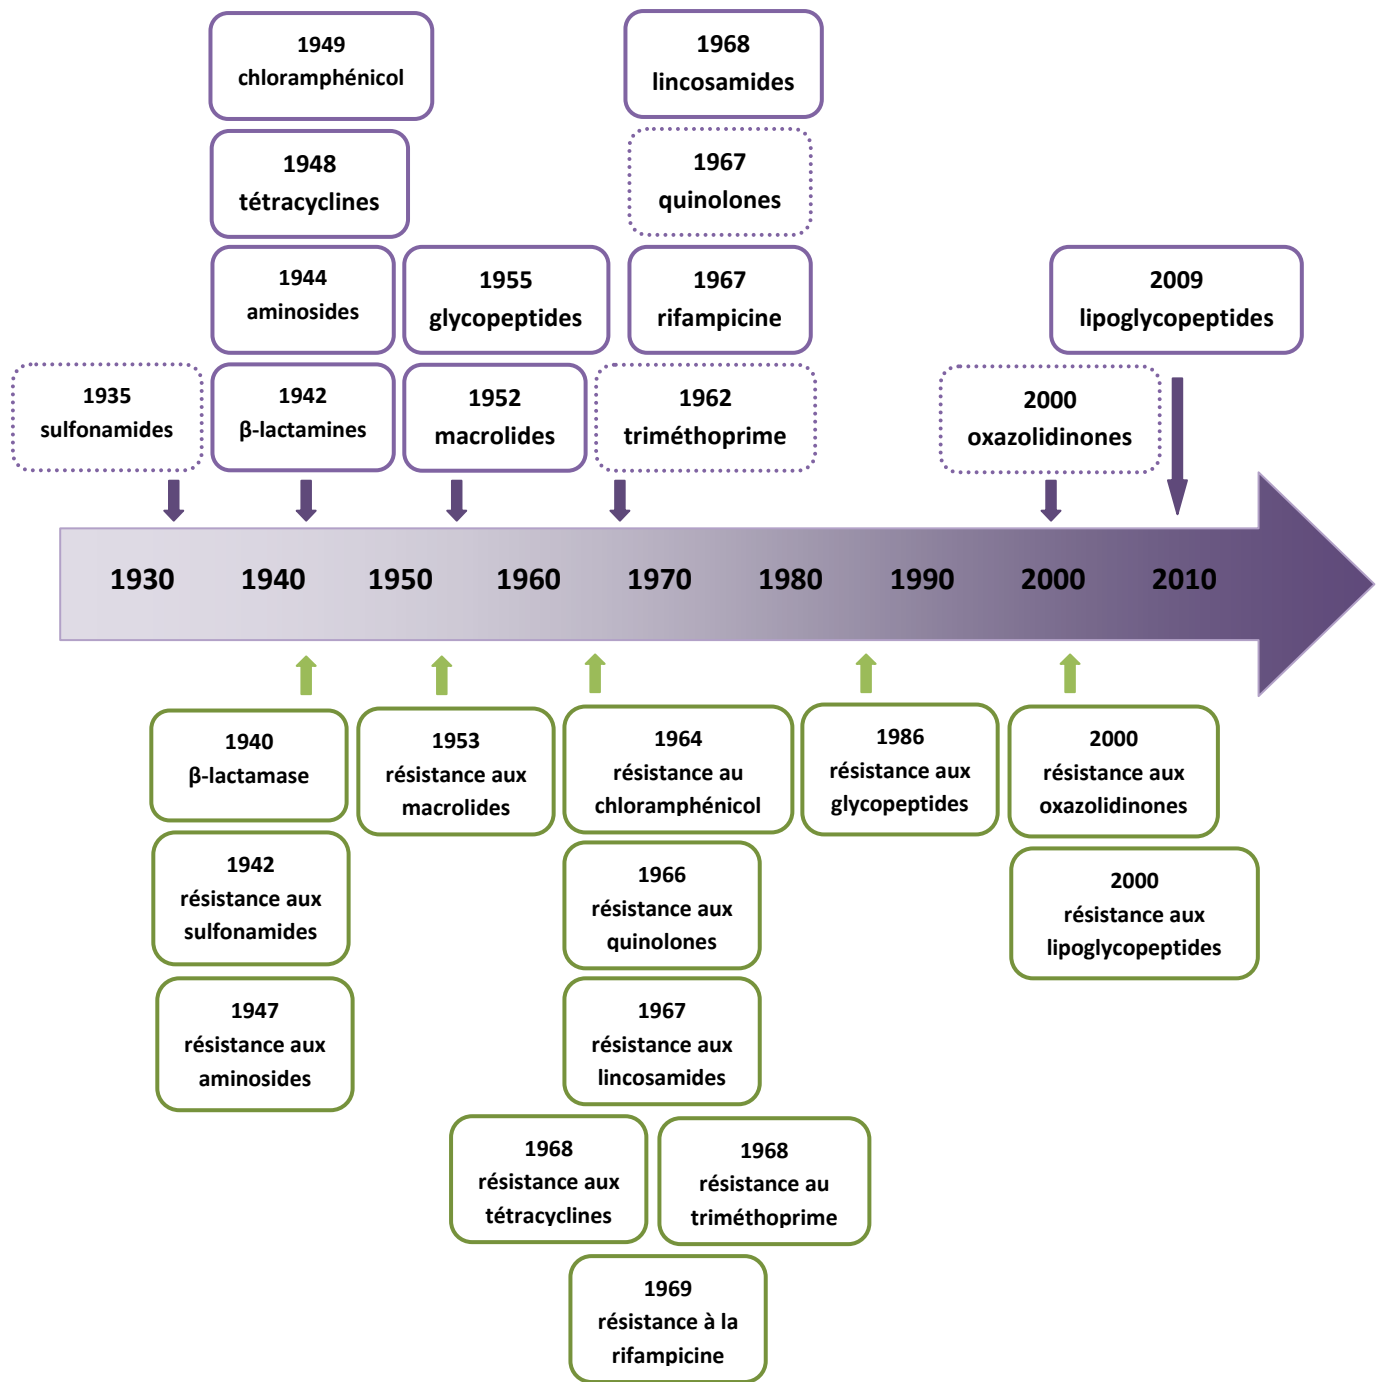 1949
chloramphénicol
1968
lincosamides
1948
tétracyclines
1967
quinolones
1944
aminosides
1955
glycopeptides
1967
rifampicine
2009
lipoglycopeptides
1935
sulfonamides
1942
β-lactamines
1952
macrolides
1962
triméthoprime
2000
oxazolidinones
1930 1940 1950 1960 1970 1980 1990 2000 2010
1940
β-lactamase
1953
résistance aux
macrolides
1964
résistance au
chloramphénicol
1986
résistance aux
glycopeptides
2000
résistance aux
oxazolidinones
1942
résistance aux
sulfonamides
1966
résistance aux
quinolones
2000
résistance aux
lipoglycopeptides
1947
résistance aux
aminosides
1967
résistance aux
lincosamides
1968
résistance aux
tétracyclines
1968
résistance au
triméthoprime
1969
résistance à la
rifampicine